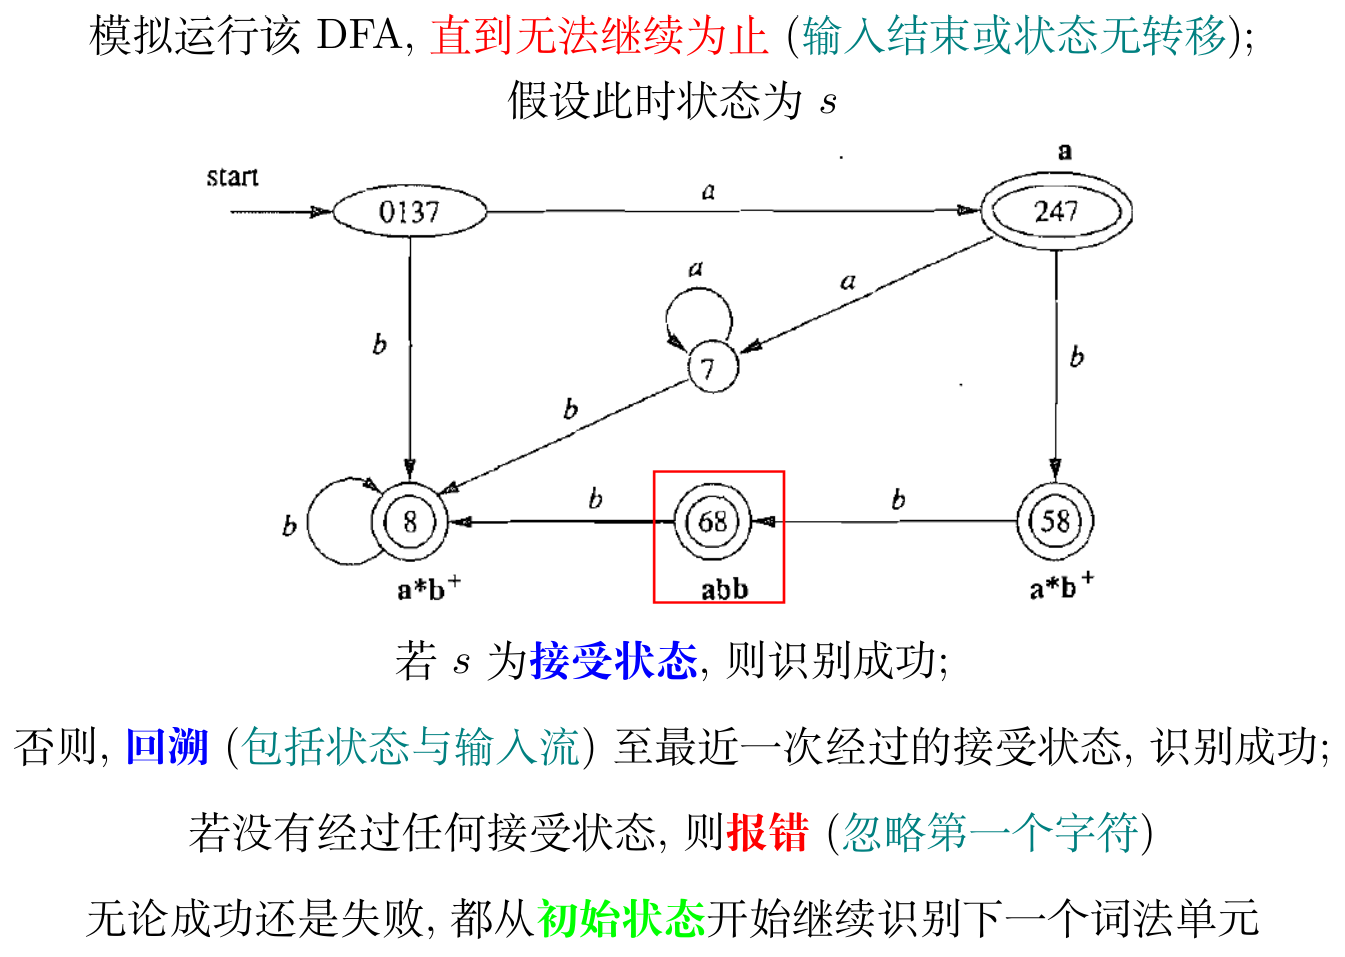 模拟运行该 DFA, 直到无法继续为止 (输入结束或状态无转移);
假设此时状态为 s
a
start
0137
a
247
a
a
b
7
b
b
b
8
b
68
b
58
a*b⁺
abb
a*b⁺
若 s 为接受状态, 则识别成功;
否则, 回溯 (包括状态与输入流) 至最近一次经过的接受状态, 识别成功;
若没有经过任何接受状态, 则报错 (忽略第一个字符)
无论成功还是失败, 都从初始状态开始继续识别下一个词法单元